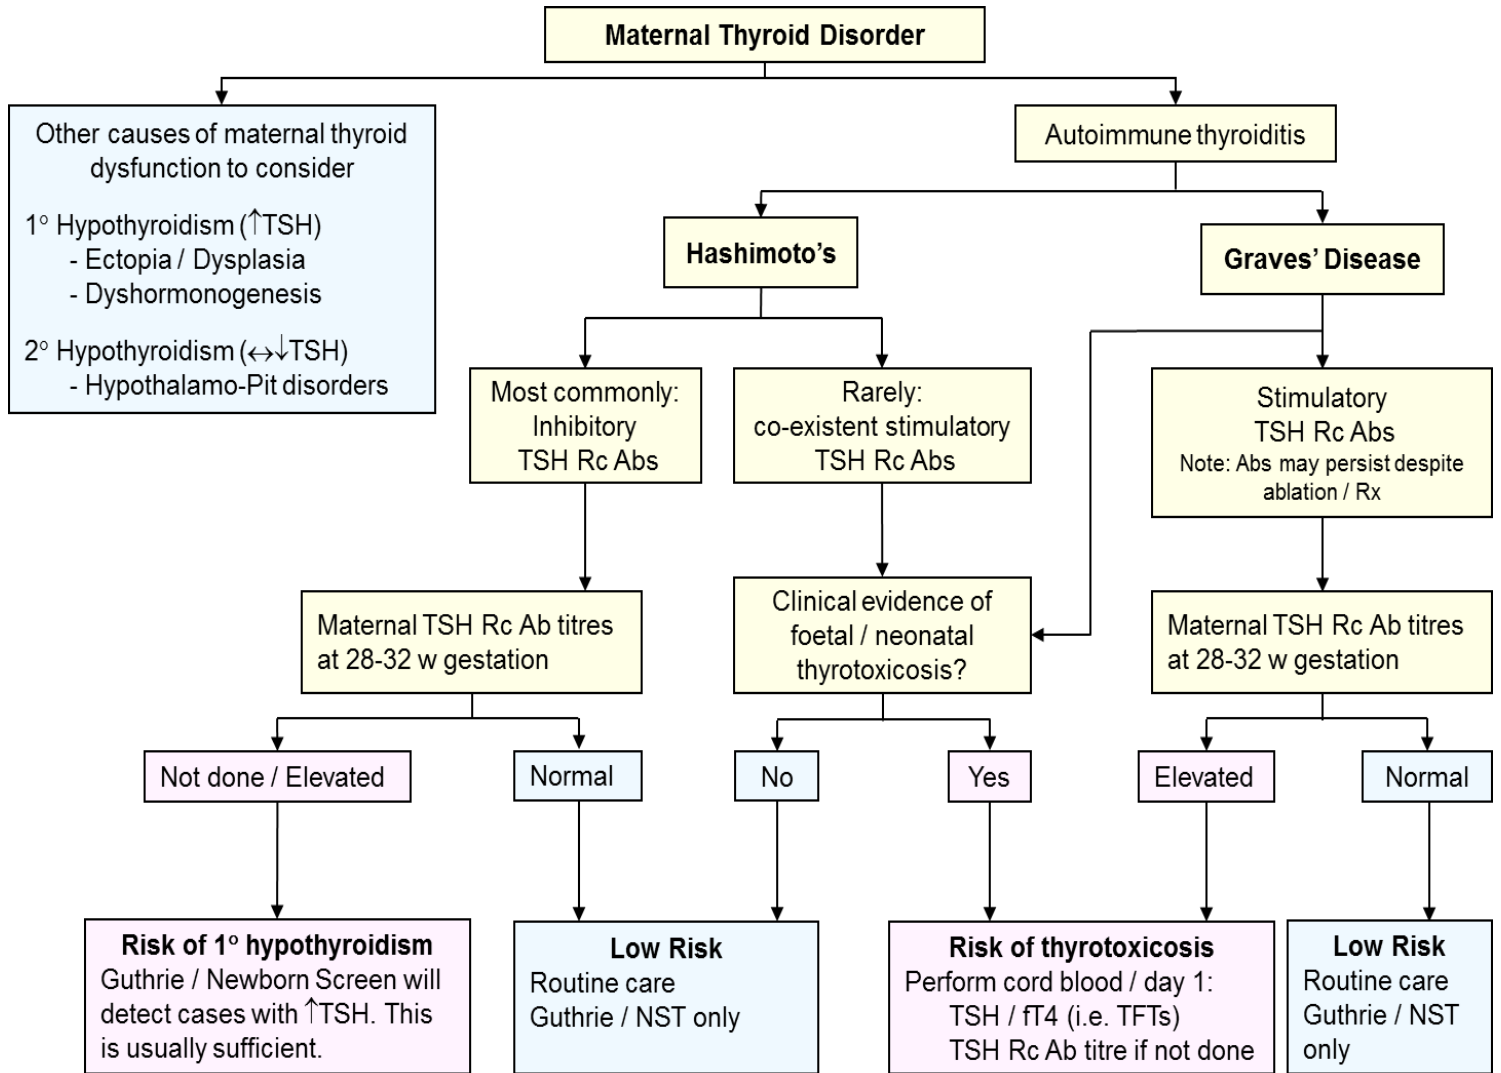 Maternal Thyroid Disorder
Other causes of maternal thyroid
dysfunction to consider
1° Hypothyroidism (↑TSH)
- Ectopia / Dysplasia
- Dyshormonogenesis
2° Hypothyroidism (↔↓TSH)
- Hypothalamo-Pit disorders
Autoimmune thyroiditis
Hashimoto's
Graves' Disease
Most commonly:
Inhibitory
TSH Rc Abs
Rarely:
co-existent stimulatory
TSH Rc Abs
Stimulatory
TSH Rc Abs
Note: Abs may persist despite
ablation / Rx
Maternal TSH Rc Ab titres
at 28-32 w gestation
Clinical evidence of
foetal / neonatal
thyrotoxicosis?
Maternal TSH Rc Ab titres
at 28-32 w gestation
Not done / Elevated
Normal
No
Yes
Elevated
Normal
Risk of 1° hypothyroidism
Guthrie / Newborn Screen will
detect cases with ↑TSH. This
is usually sufficient.
Low Risk
Routine care
Guthrie / NST only
Risk of thyrotoxicosis
Perform cord blood / day 1:
TSH / fT4 (i.e. TFTs)
TSH Rc Ab titre if not done
Low Risk
Routine care
Guthrie / NST
only